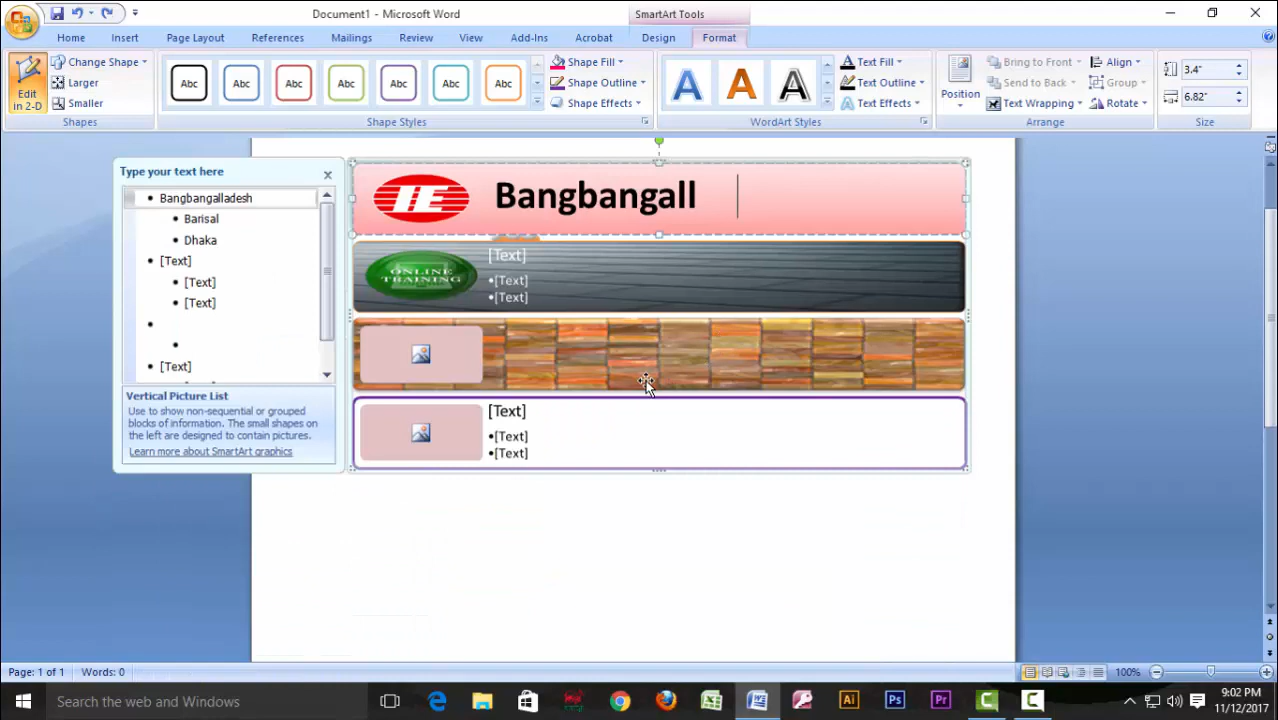 Document1 - Microsoft Word
SmartArt Tools
Home Insert Page Layout References Mailings Review View Add-Ins Acrobat Design Format
Edit in 2-D
Change Shape
Larger
Smaller
Shapes
Abc Abc Abc Abc Abc Abc Abc
Shape Fill
Shape Outline
Shape Effects
Shape Styles
A A A
Text Fill
Text Outline
Text Effects
WordArt Styles
Position
Bring to Front
Send to Back
Text Wrapping
Align
Group
Rotate
Arrange
3.4"
6.82"
Size
Type your text here
Bangbangalladesh
Barisal
Dhaka
[Text]
[Text]
[Text]
[Text]
Vertical Picture List
Use to show non-sequential or grouped
blocks of information. The small shapes on
the left are designed to contain pictures.
Learn more about SmartArt graphics
IE
Bangbangall
ONLINE
TRAINING
[Text]
•[Text]
•[Text]
[Text]
•[Text]
•[Text]
Page: 1 of 1 Words: 0
100%
Search the web and Windows
Ai Ps Pr
9:02 PM
11/12/2017